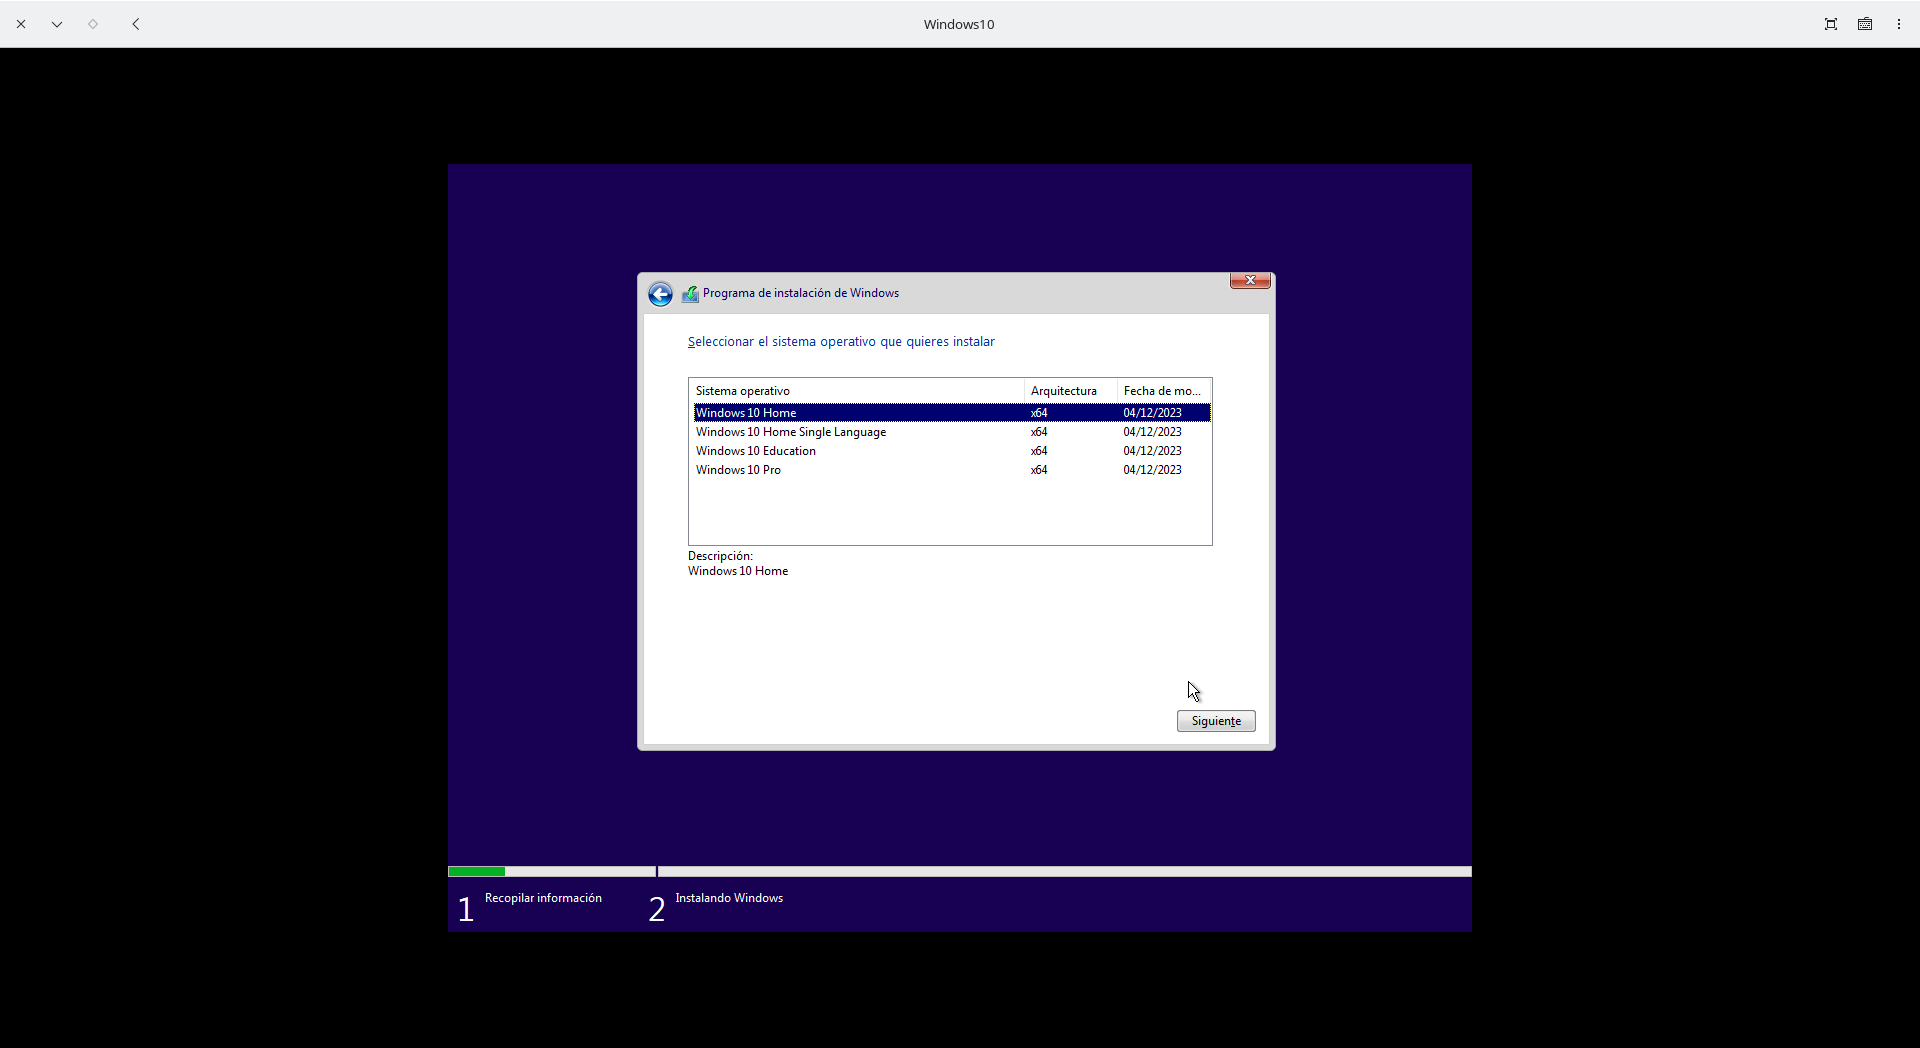 Windows10
Programa de instalación de Windows
Seleccionar el sistema operativo que quieres instalar
Sistema operativo Arquitectura Fecha de mo...
Windows 10 Home x64 04/12/2023
Windows 10 Home Single Language x64 04/12/2023
Windows 10 Education x64 04/12/2023
Windows 10 Pro x64 04/12/2023
Descripción:
Windows 10 Home
Siguiente
1 Recopilar información 2 Instalando Windows